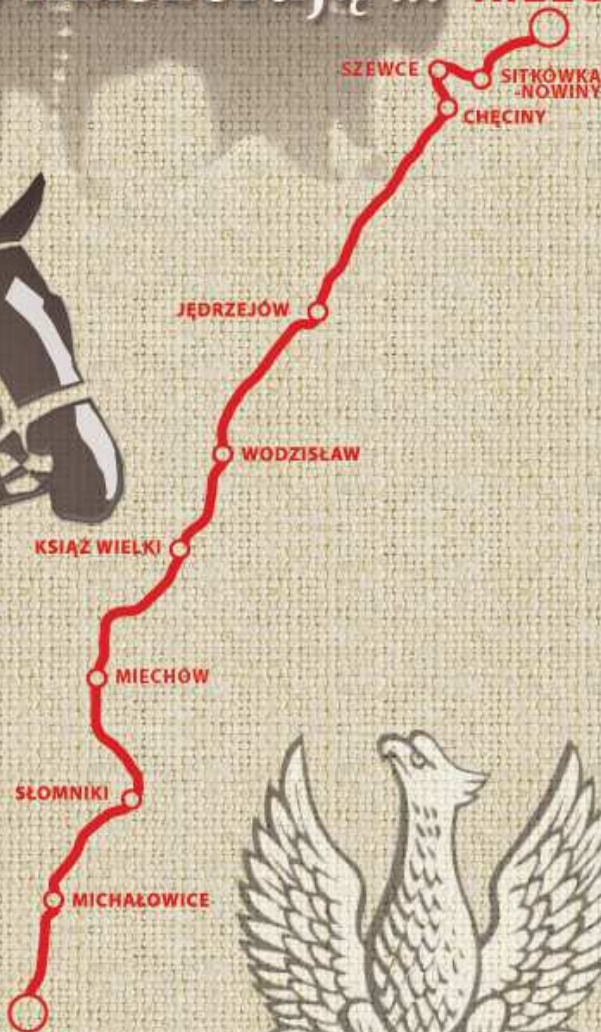 SZEWCE
SITKÓWKA
-NOWINY
CHĘCINY
JĘDRZEJÓW
WODZISŁAW
KSIĄŻ WIELKI
MIECHÓW
SŁOMNIKI
MICHAŁOWICE